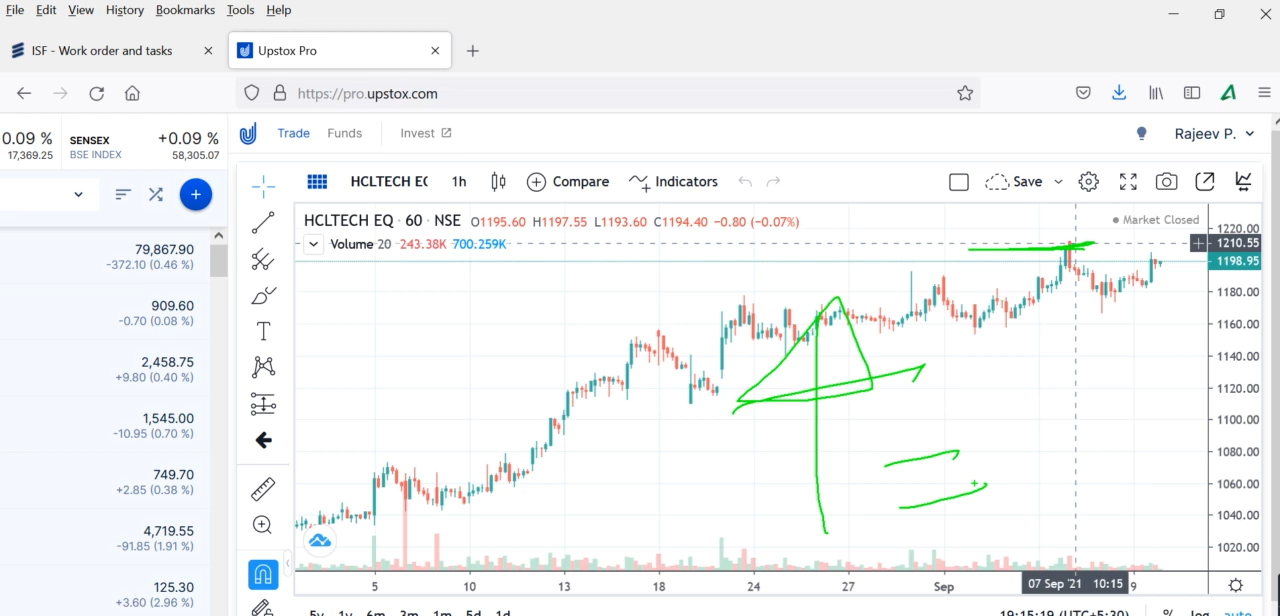 File Edit View History Bookmarks Tools Help
ISF - Work order and tasks
Upstox Pro
https://pro.upstox.com
0.09 % SENSEX +0.09 %
17,369.25 BSE INDEX 58,305.07
Trade Funds Invest Rajeev P.
HCLTECH EQ 1h Compare Indicators Save
79,867.90
-372.10 (0.46 %)
909.60
-0.70 (0.08 %)
2,458.75
+9.80 (0.40 %)
1,545.00
-10.95 (0.70 %)
749.70
+2.85 (0.38 %)
4,719.55
-91.85 (1.91 %)
125.30
+3.60 (2.96 %)
HCLTECH EQ · 60 · NSE O1195.60 H1197.55 L1193.60 C1194.40 -0.80 (-0.07%)
Market Closed
Volume 20 243.38K 700.259K
1220.00
1210.55
1198.95
1180.00
1160.00
1140.00
1120.00
1100.00
1080.00
1060.00
1040.00
1020.00
5 10 13 18 24 27 Sep 07 Sep '21 10:15 9
5y 1y 6m 3m 1m 5d 1d 19:15:19 (UTC+5:30) % log auto